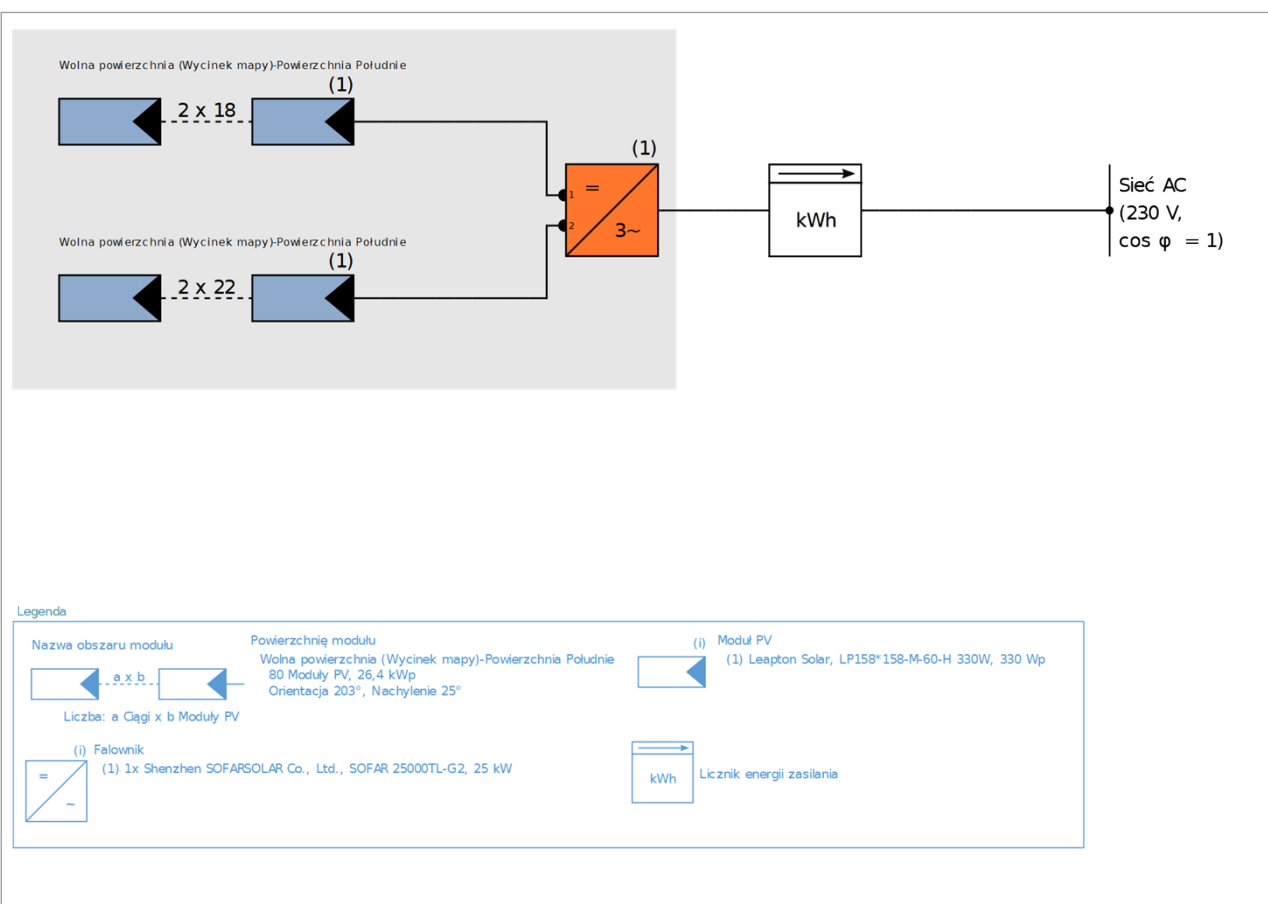 Wolna powierzchnia (Wycinek mapy)-Powierzchnia Południe
(1)
2 x 18
(1)
1
=
2
3~
kWh
Sieć AC
(230 V,
cos φ = 1)
Wolna powierzchnia (Wycinek mapy)-Powierzchnia Południe
(1)
2 x 22
Legenda
Nazwa obszaru modułu
a x b
Liczba: a Ciągi x b Moduły PV
Powierzchnię modułu
Wolna powierzchnia (Wycinek mapy)-Powierzchnia Południe
80 Moduły PV, 26,4 kWp
Orientacja 203°, Nachylenie 25°
(i) Moduł PV
(1) Leapton Solar, LP158*158-M-60-H 330W, 330 Wp
(i) Falownik
(1) 1x Shenzhen SOFARSOLAR Co., Ltd., SOFAR 25000TL-G2, 25 kW
=
~
kWh
Licznik energii zasilania